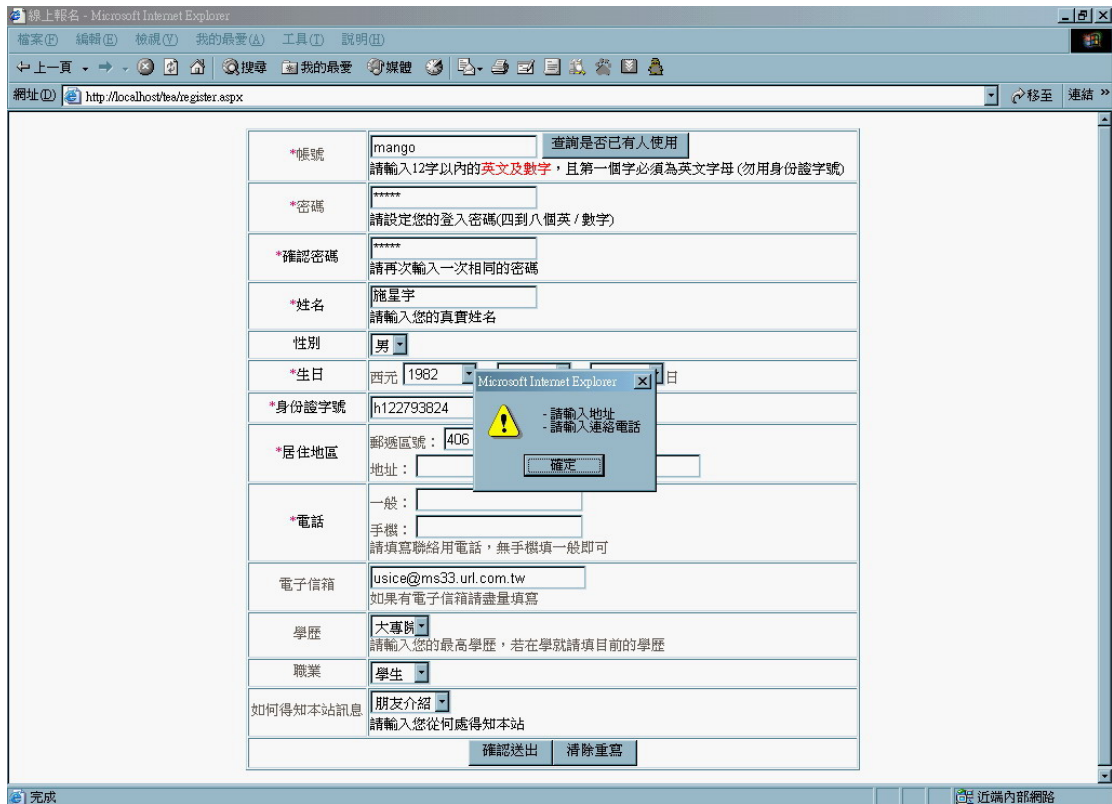 線上報名 - Microsoft Internet Explorer
檔案(F) 編輯(E) 檢視(V) 我的最愛(A) 工具(T) 說明(H)
上一頁 搜尋 我的最愛 媒體
網址(D) http://localhost/tea/register.aspx 移至 連結 »
*帳號 mango 查詢是否已有人使用
請輸入12字以內的英文及數字,且第一個字必須為英文字母 (勿用身份證字號)
*密碼 *****
請設定您的登入密碼(四到八個英 / 數字)
*確認密碼 *****
請再次輸入一次相同的密碼
*姓名 施星宇
請輸入您的真實姓名
性別 男
*生日 西元 1982 日
*身份證字號 h122793824
*居住地區 郵遞區號: 406
地址:
Microsoft Internet Explorer
- 請輸入地址
- 請輸入連絡電話
確定
*電話 一般:
手機:
請填寫聯絡用電話,無手機填一般即可
電子信箱 usice@ms33.url.com.tw
如果有電子信箱請盡量填寫
學歷 大專院
請輸入您的最高學歷,若在學就請填目前的學歷
職業 學生
如何得知本站訊息 朋友介紹
請輸入您從何處得知本站
確認送出 清除重寫
完成 近端內部網路